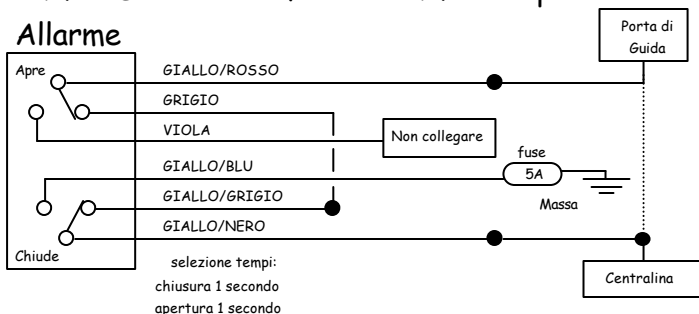 Allarme
Porta di
Guida
Apre
GIALLO/ROSSO
GRIGIO
VIOLA
Non collegare
GIALLO/BLU
fuse
5A
GIALLO/GRIGIO
Massa
GIALLO/NERO
Chiude
selezione tempi:
Centralina
chiusura 1 secondo
apertura 1 secondo